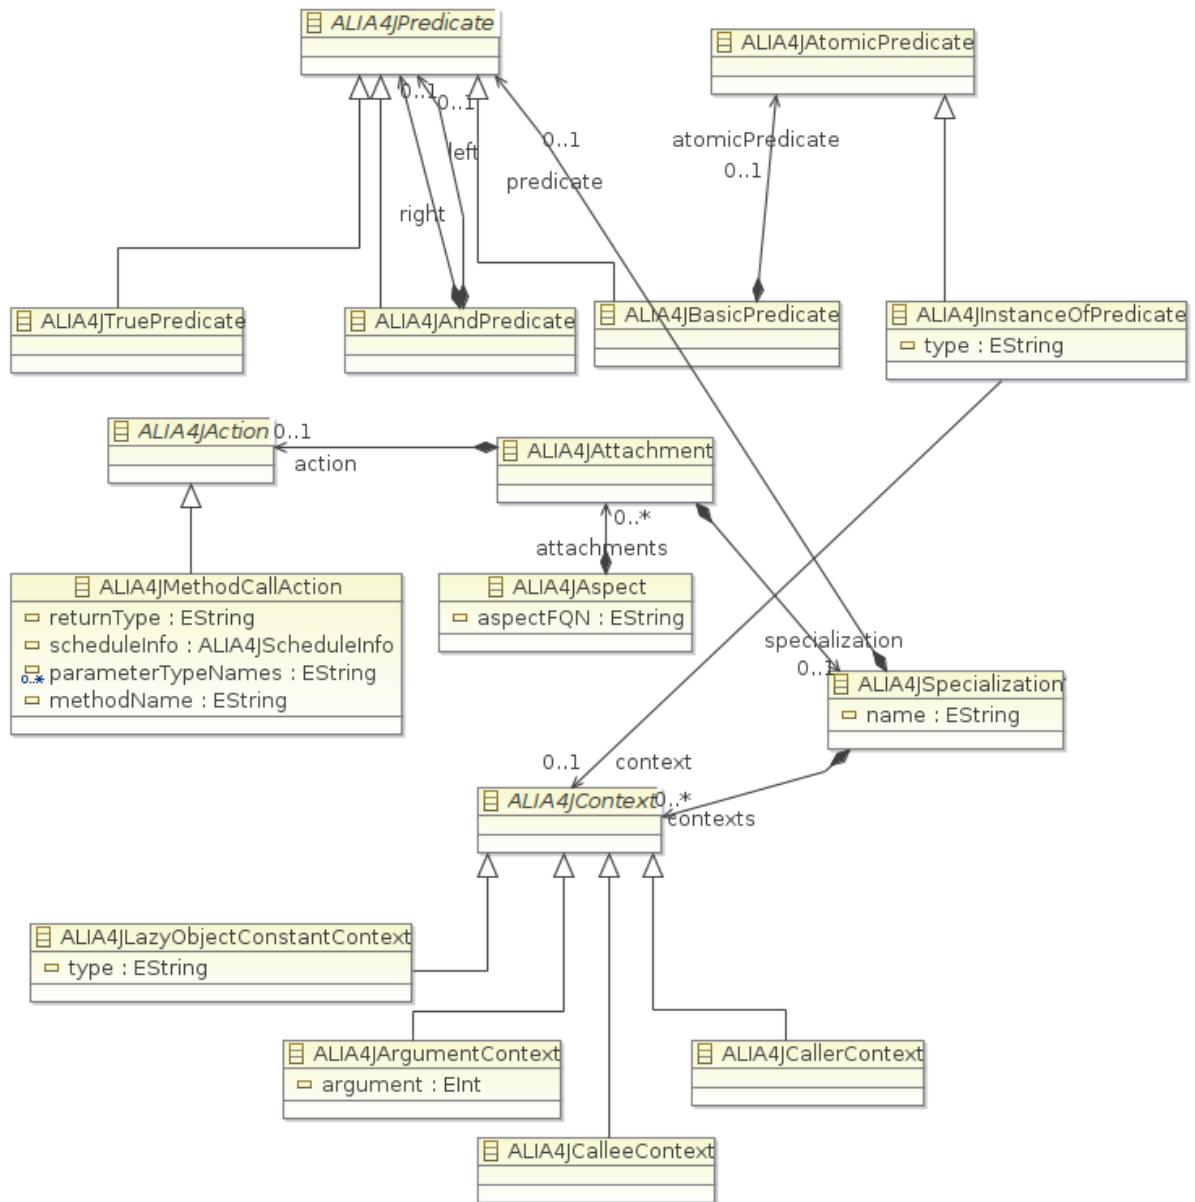 ALIA4JPredicate
ALIA4JAtomicPredicate
0..1
0..1
0..1
atomicPredicate
left
0..1
predicate
right
ALIA4JTruePredicate
ALIA4JAndPredicate
ALIA4JBasicPredicate
ALIA4JInstanceOfPredicate
type : EString
ALIA4JAction
0..1
action
ALIA4JAttachment
0..*
attachments
ALIA4JMethodCallAction
returnType : EString
scheduleInfo : ALIA4JScheduleInfo
0..* parameterTypeNames : EString
methodName : EString
ALIA4JAspect
aspectFQN : EString
specialization
0..1
ALIA4JSpecialization
name : EString
0..1
context
ALIA4JContext
0..*
contexts
ALIA4JLazyObjectConstantContext
type : EString
ALIA4JArgumentContext
argument : EInt
ALIA4JCallerContext
ALIA4JCalleeContext